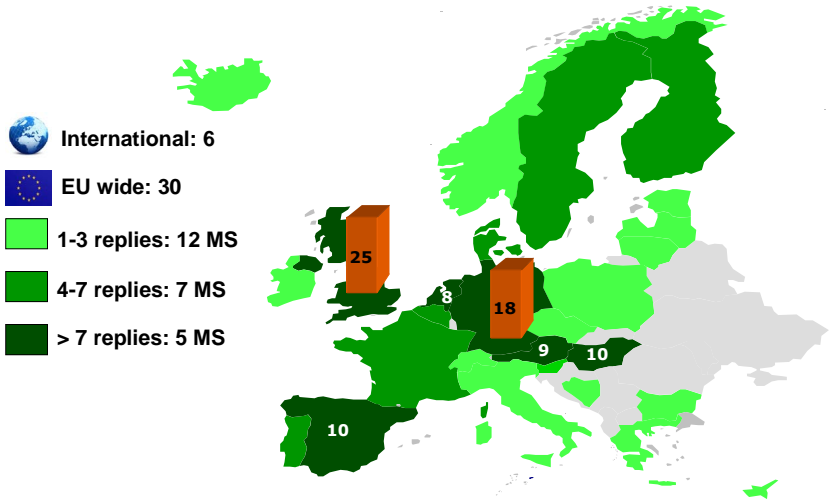 International: 6
EU wide: 30
1-3 replies: 12 MS
4-7 replies: 7 MS
> 7 replies: 5 MS
25
8
18
9
10
10